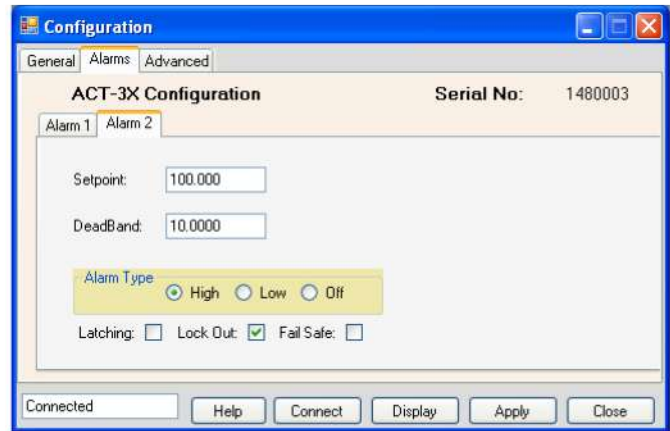 Configuration
General Alarms Advanced
ACT-3X Configuration Serial No: 1480003
Alarm 1 Alarm 2
Setpoint: 100.000
DeadBand: 10.0000
Alarm Type
High Low Off
Latching: Lock Out: Fail Safe:
Connected Help Connect Display Apply Close